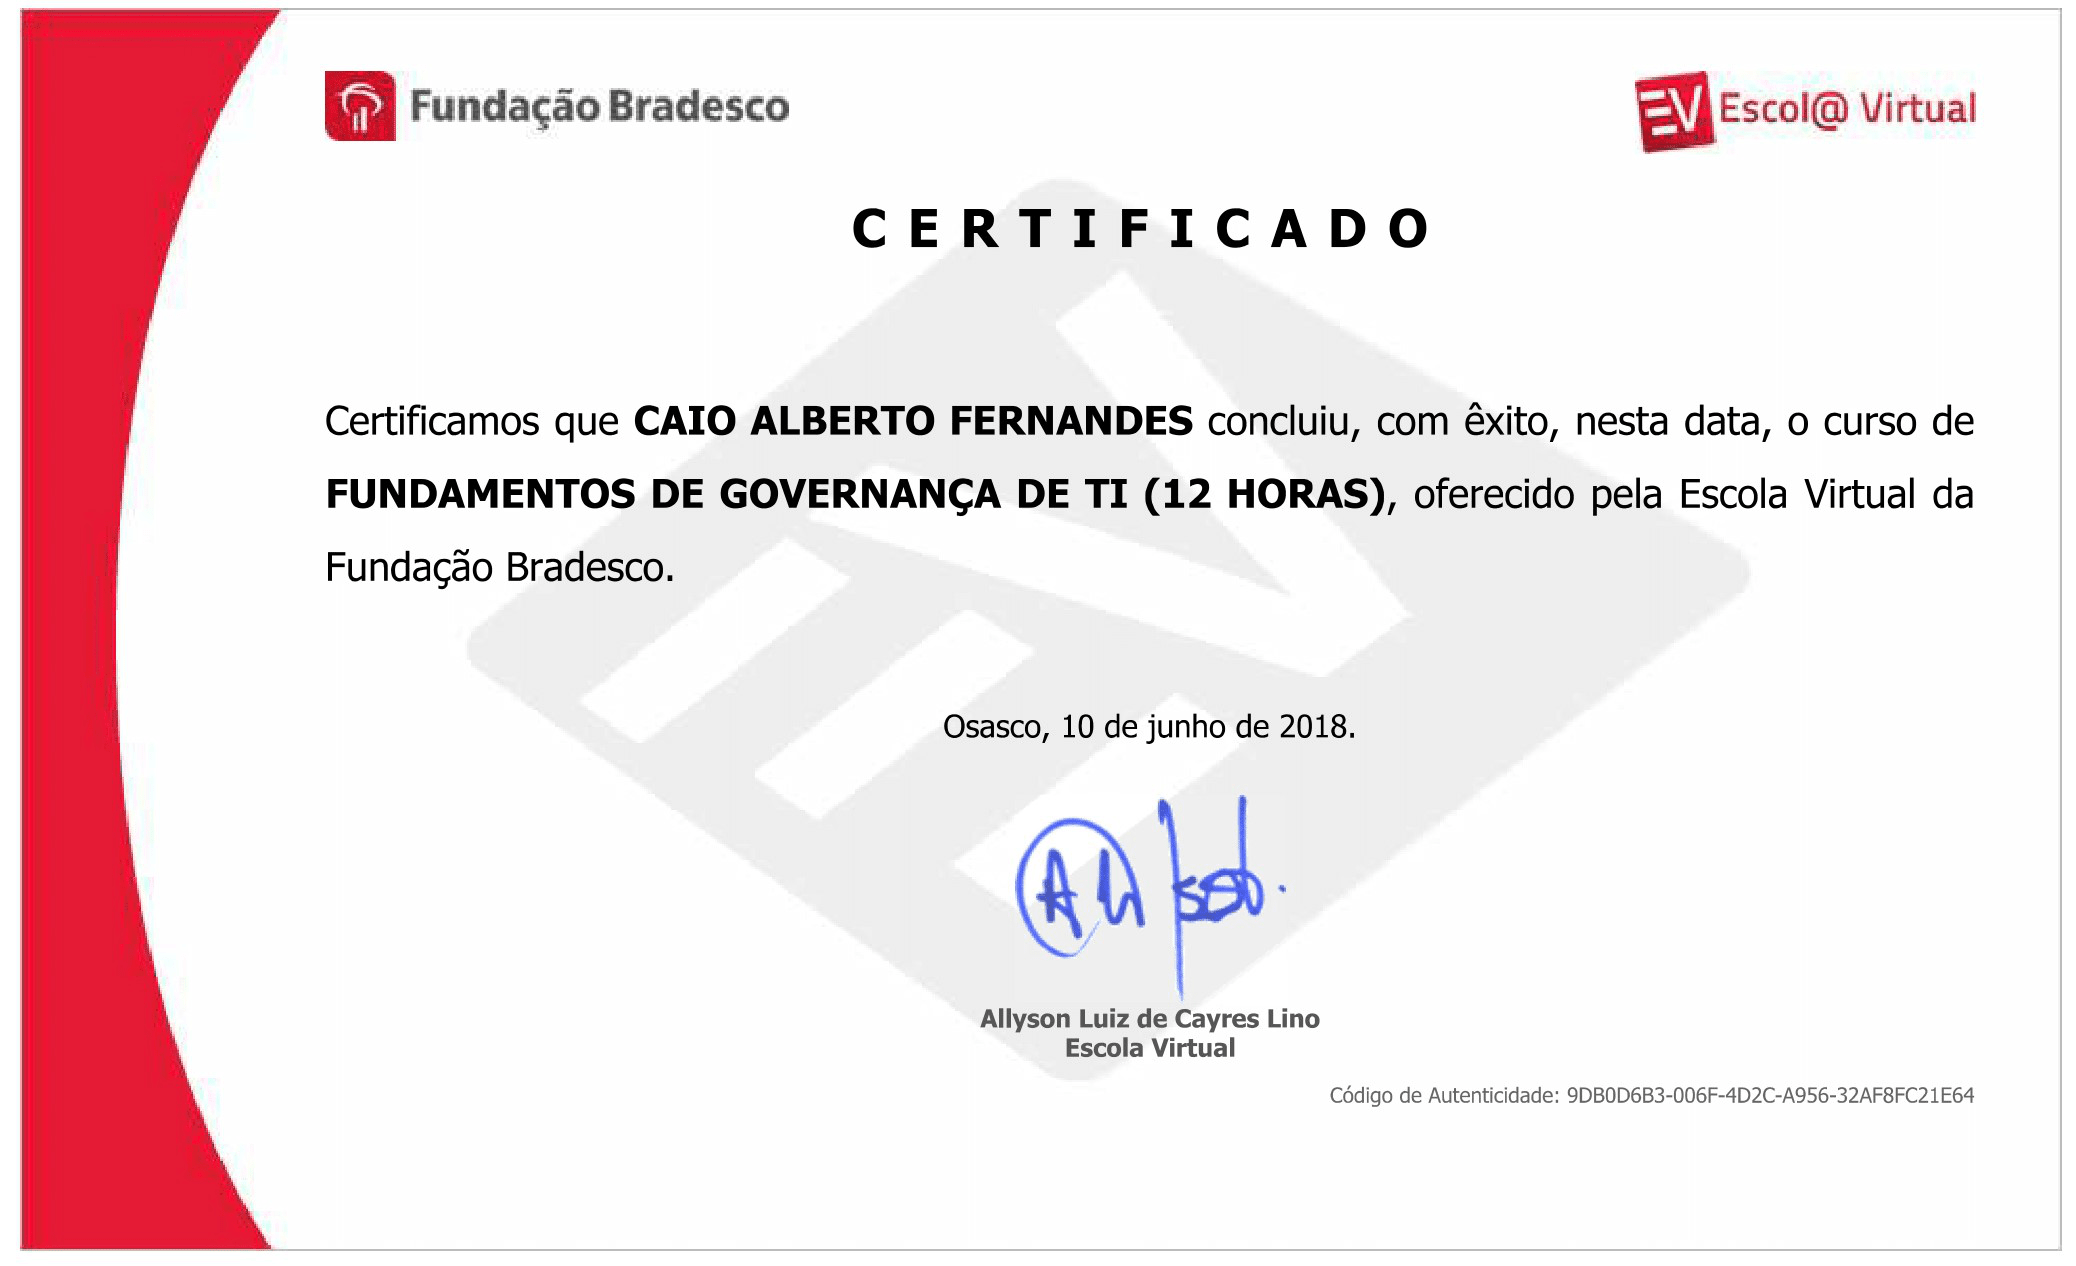 Fundação Bradesco
EV Escol@ Virtual
CERTIFICADO
Certificamos que CAIO ALBERTO FERNANDES concluiu, com êxito, nesta data, o curso de
FUNDAMENTOS DE GOVERNANÇA DE TI (12 HORAS), oferecido pela Escola Virtual da
Fundação Bradesco.
Osasco, 10 de junho de 2018.
Allyson Luiz de Cayres Lino
Escola Virtual
Código de Autenticidade: 9DB0D6B3-006F-4D2C-A956-32AF8FC21E64